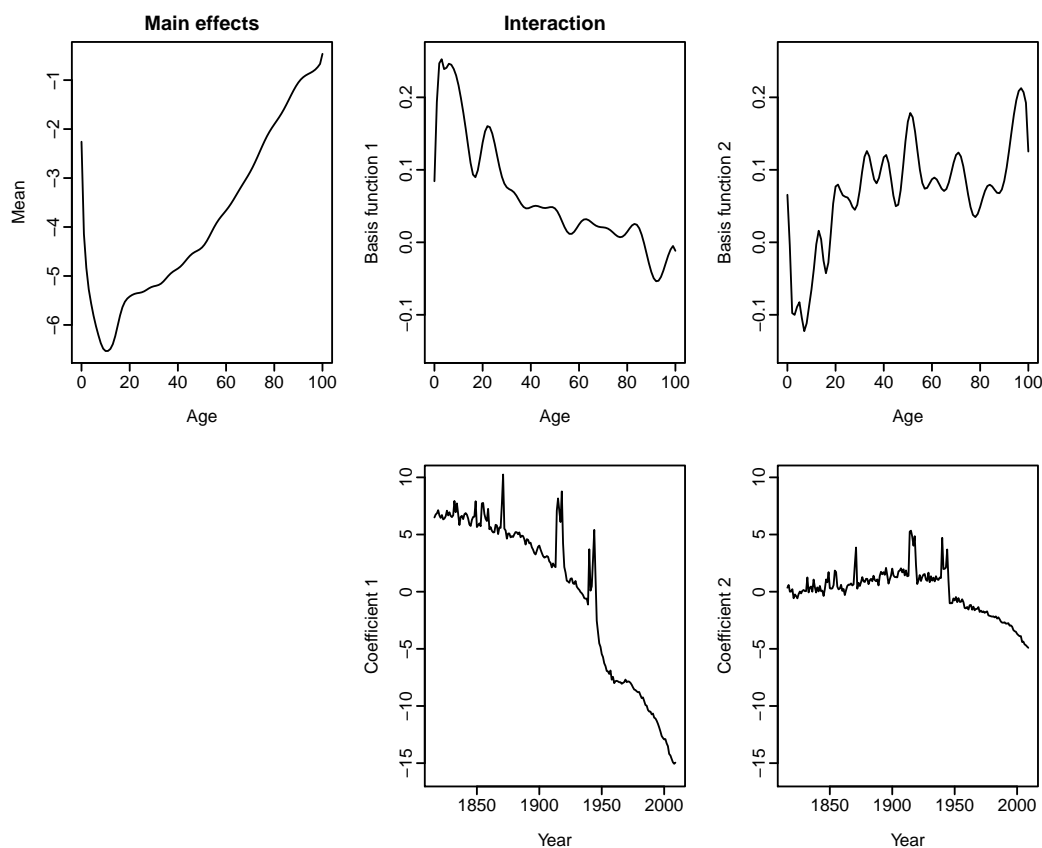 Main effects
Interaction
Mean
−1
−2
−3
−4
−5
−6
0 20 40 60 80 100
Age
Basis function 1
0.2
0.1
0.0
−0.1
0 20 40 60 80 100
Age
Basis function 2
0.2
0.1
0.0
−0.1
0 20 40 60 80 100
Age
Coefficient 1
10
5
0
−5
−10
−15
1850 1900 1950 2000
Year
Coefficient 2
10
5
0
−5
−10
−15
1850 1900 1950 2000
Year